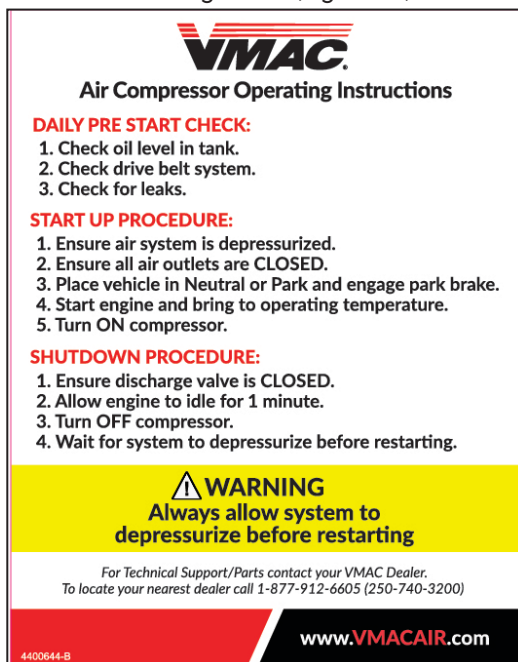 VMAC.
Air Compressor Operating Instructions
DAILY PRE START CHECK:
1. Check oil level in tank.
2. Check drive belt system.
3. Check for leaks.
START UP PROCEDURE:
1. Ensure air system is depressurized.
2. Ensure all air outlets are CLOSED.
3. Place vehicle in Neutral or Park and engage park brake.
4. Start engine and bring to operating temperature.
5. Turn ON compressor.
SHUTDOWN PROCEDURE:
1. Ensure discharge valve is CLOSED.
2. Allow engine to idle for 1 minute.
3. Turn OFF compressor.
4. Wait for system to depressurize before restarting.
WARNING
Always allow system to
depressurize before restarting
For Technical Support/Parts contact your VMAC Dealer.
To locate your nearest dealer call 1-877-912-6605 (250-740-3200)
www.VMACAIR.com
4400644-B